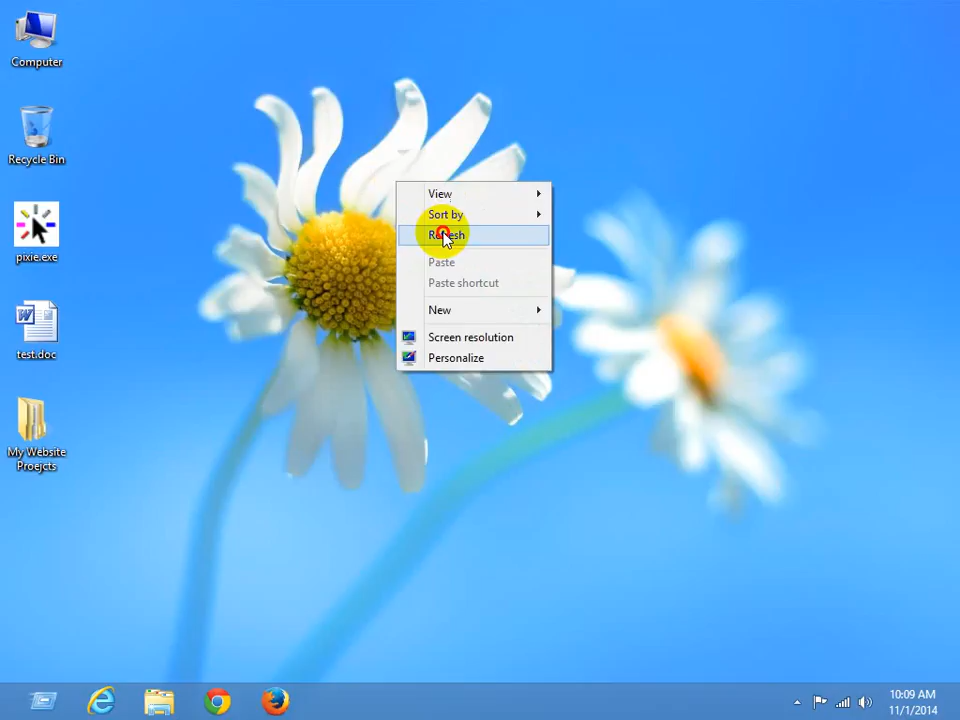 Computer
Recycle Bin
pixie.exe
test.doc
My Website
Proejcts
View
Sort by
Refresh
Paste
Paste shortcut
New
Screen resolution
Personalize
10:09 AM
11/1/2014